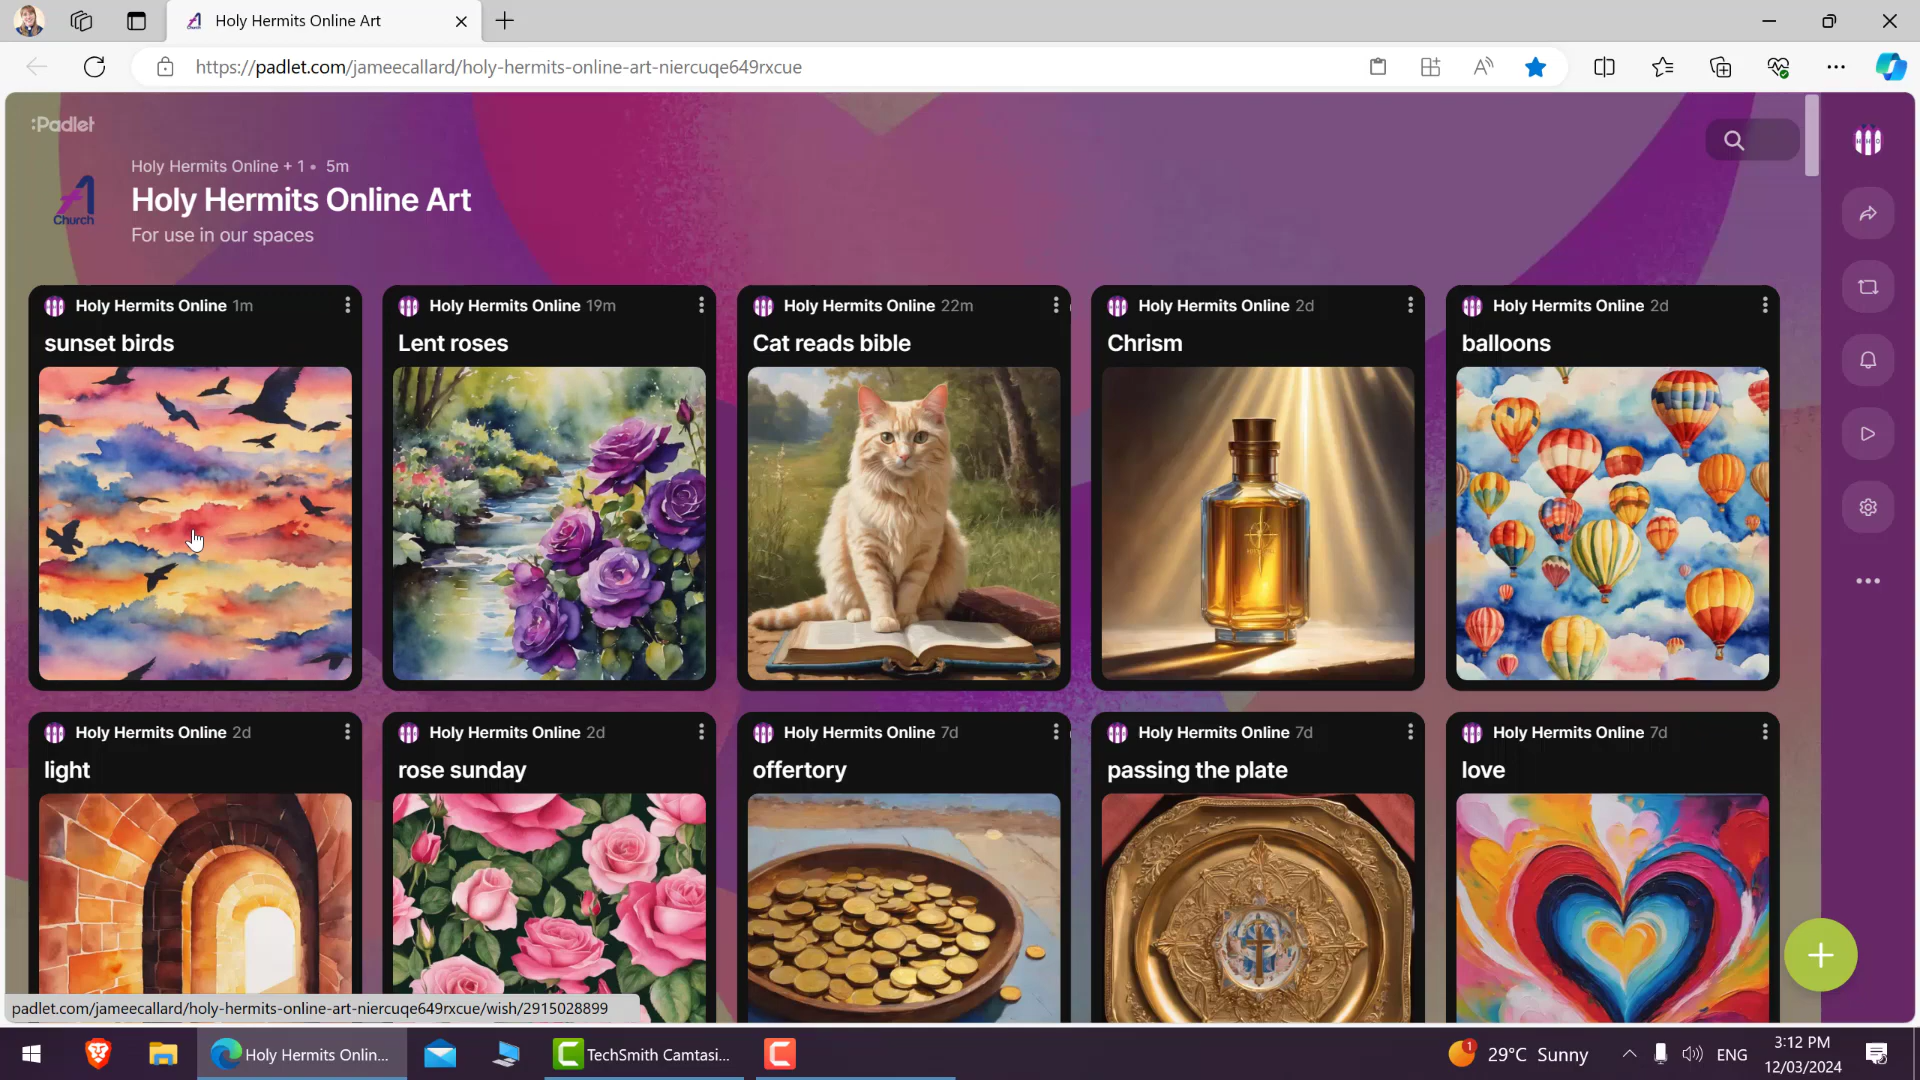 Holy Hermits Online Art
https://padlet.com/jameecallard/holy-hermits-online-art-niercuqe649rxcue
:Padlet
Holy Hermits Online + 1 • 5m
Church
Holy Hermits Online Art
For use in our spaces
Holy Hermits Online 1m
sunset birds
Holy Hermits Online 19m
Lent roses
Holy Hermits Online 22m
Cat reads bible
Holy Hermits Online 2d
Chrism
Holy Hermits Online 2d
balloons
Holy Hermits Online 2d
light
Holy Hermits Online 2d
rose sunday
Holy Hermits Online 7d
offertory
Holy Hermits Online 7d
passing the plate
Holy Hermits Online 7d
love
padlet.com/jameecallard/holy-hermits-online-art-niercuqe649rxcue/wish/2915028899
Holy Hermits Onlin...
TechSmith Camtasi...
1
29°C Sunny
ENG
3:12 PM
12/03/2024